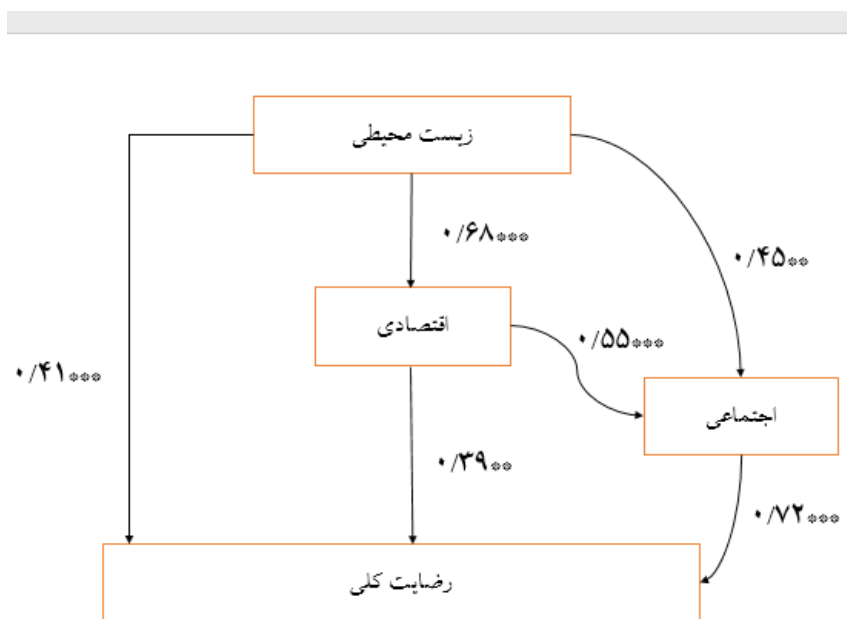 زیست محیطی
۰/۶۸***
۰/۴۵**
اقتصادی
۰/۵۵***
۰/۴۱***
اجتماعی
۰/۳۹**
۰/۷۲***
رضایت کلی